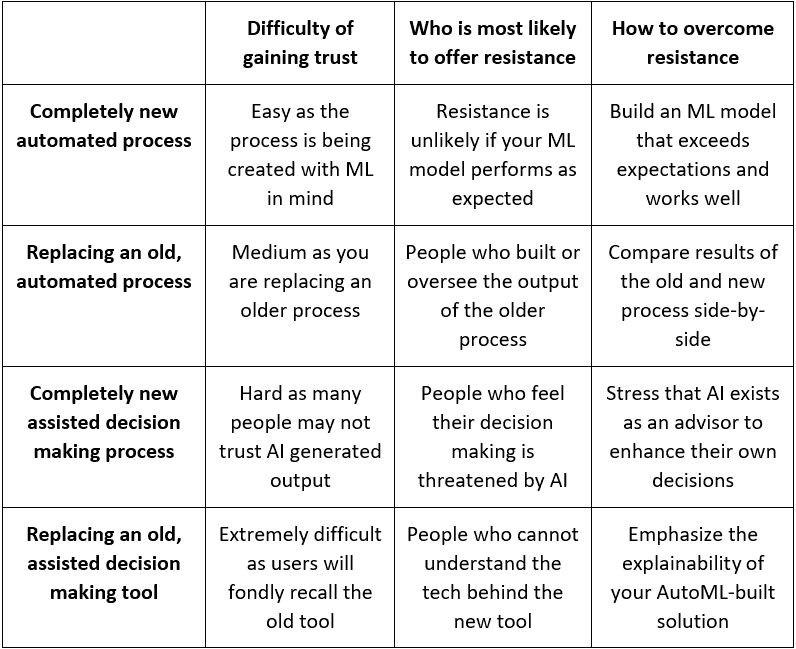 Difficulty of
gaining trust
Who is most likely
to offer resistance
How to overcome
resistance
Completely new
automated process
Easy as the
process is being
created with ML
in mind
Resistance is
unlikely if your ML
model performs as
expected
Build an ML model
that exceeds
expectations and
works well
Replacing an old,
automated process
Medium as you
are replacing an
older process
People who built or
oversee the output
of the older
process
Compare results of
the old and new
process side-by-
side
Completely new
assisted decision
making process
Hard as many
people may not
trust AI generated
output
People who feel
their decision
making is
threatened by AI
Stress that AI exists
as an advisor to
enhance their own
decisions
Replacing an old,
assisted decision
making tool
Extremely difficult
as users will
fondly recall the
old tool
People who cannot
understand the
tech behind the
new tool
Emphasize the
explainability of
your AutoML-built
solution